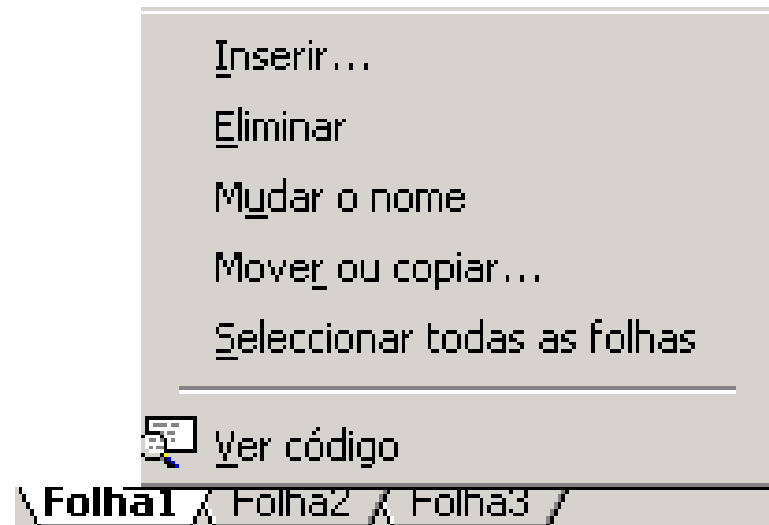 Inserir...
Eliminar
Mudar o nome
Mover ou copiar...
Seleccionar todas as folhas
Ver código
Folha1 Folha2 Folha3